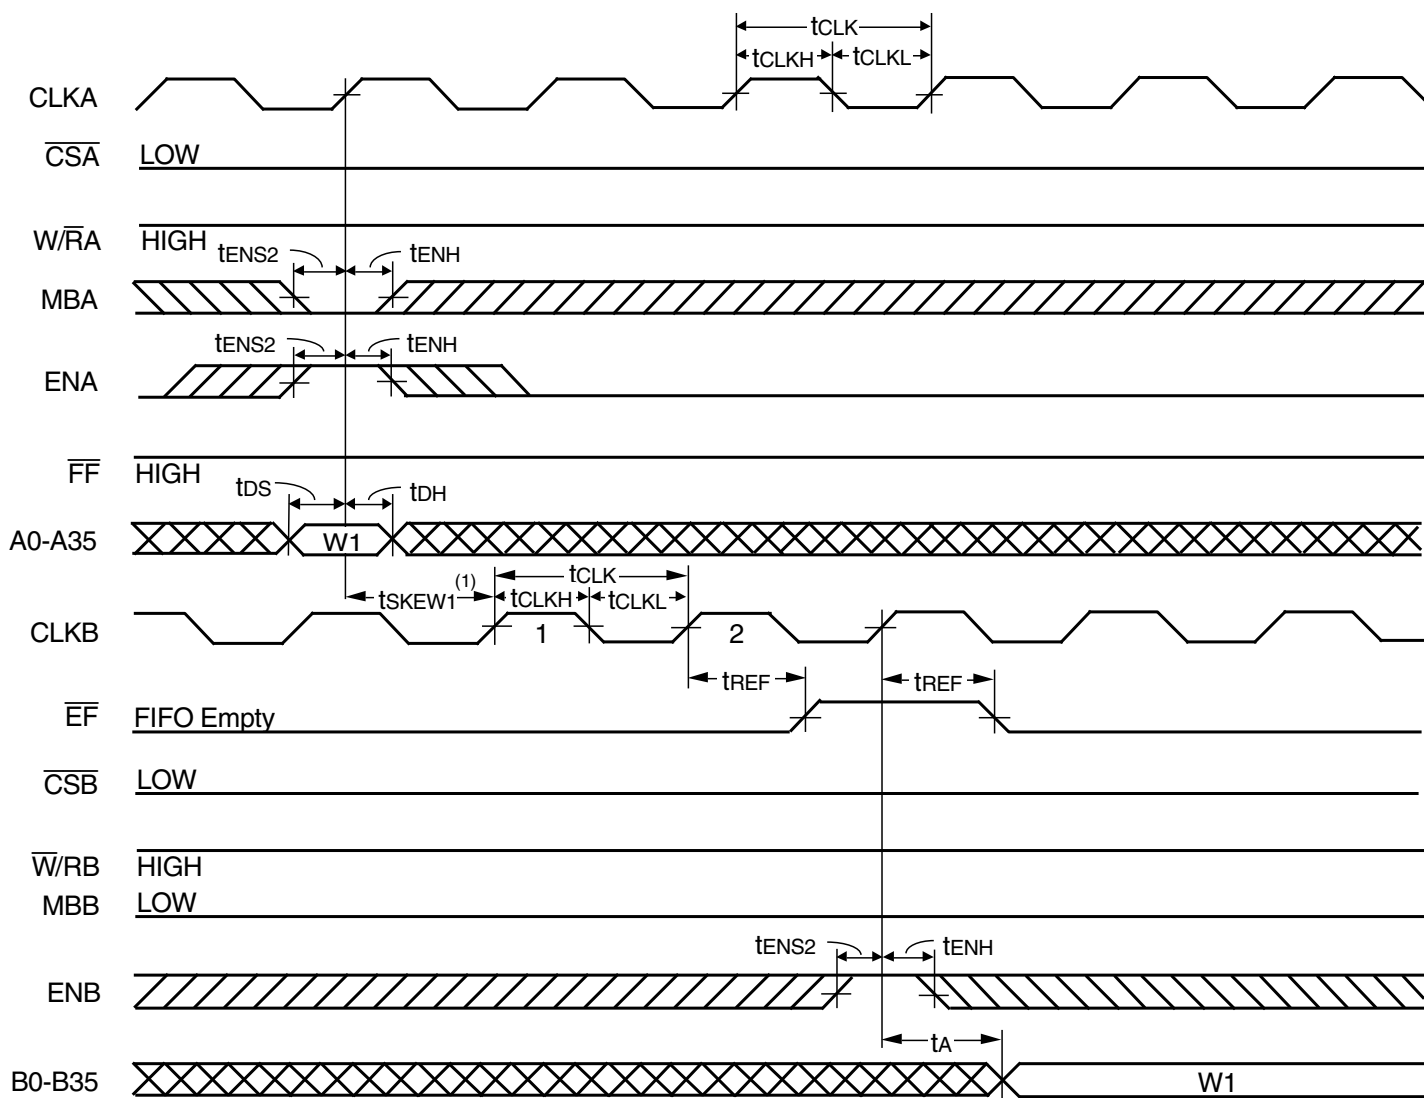 tCLK
tCLKH tCLKL
CLKA
CSA LOW
W/RA HIGH
tENS2 tENH
MBA
tENS2 tENH
ENA
FF HIGH
tDS tDH
A0-A35 W1
tSKEW1(1) tCLK
tCLKH tCLKL
CLKB 1 2
tREF tREF
EF FIFO Empty
CSB LOW
W/RB HIGH
MBB LOW
tENS2 tENH
ENB
tA
B0-B35 W1